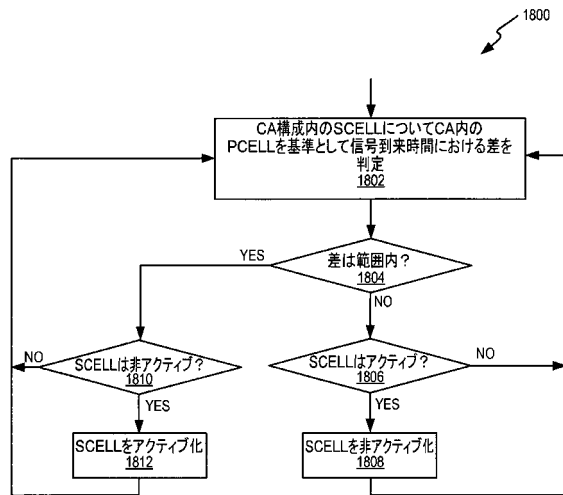 1800
CA構成内のSCELLについてCA内の
PCELLを基準として信号到来時間における差を
判定
1802
YES
差は範囲内?
1804
NO
NO
SCELLは非アクティブ?
1810
YES
SCELLはアクティブ?
1806
NO
YES
SCELLをアクティブ化
1812
SCELLを非アクティブ化
1808